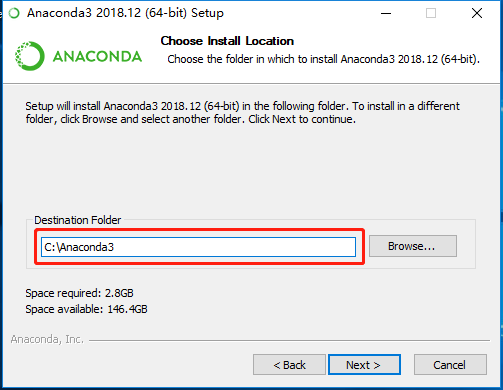 Anaconda3 2018.12 (64-bit) Setup
Choose Install Location
Choose the folder in which to install Anaconda3 2018.12 (64-bit).
ANACONDA
Setup will install Anaconda3 2018.12 (64-bit) in the following folder. To install in a different
folder, click Browse and select another folder. Click Next to continue.
Destination Folder
C:\Anaconda3
Browse...
Space required: 2.8GB
Space available: 146.4GB
Anaconda, Inc.
< Back
Next >
Cancel